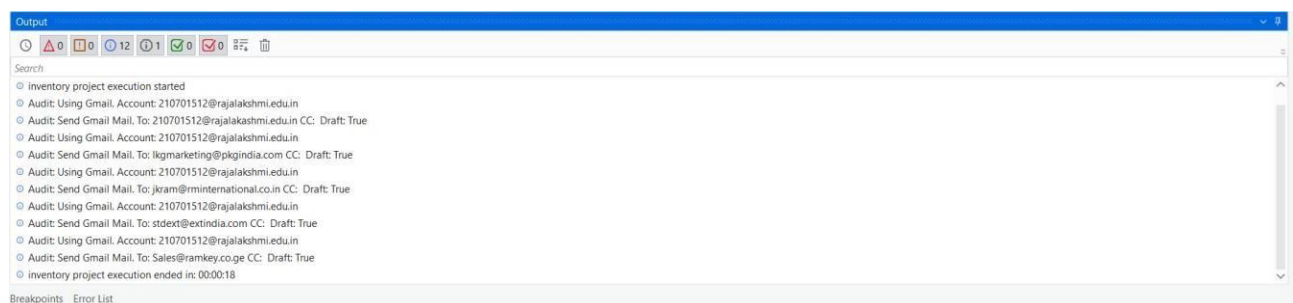 Output
0 0 12 1 0 0
Search
inventory project execution started
Audit: Using Gmail. Account: 210701512@rajalakshmi.edu.in
Audit: Send Gmail Mail. To: 210701512@rajalakashmi.edu.in CC: Draft: True
Audit: Using Gmail. Account: 210701512@rajalakshmi.edu.in
Audit: Send Gmail Mail. To: lkgmarketing@pkgindia.com CC: Draft: True
Audit: Using Gmail. Account: 210701512@rajalakshmi.edu.in
Audit: Send Gmail Mail. To: jkram@rminternational.co.in CC: Draft: True
Audit: Using Gmail. Account: 210701512@rajalakshmi.edu.in
Audit: Send Gmail Mail. To: stdext@extindia.com CC: Draft: True
Audit: Using Gmail. Account: 210701512@rajalakshmi.edu.in
Audit: Send Gmail Mail. To: Sales@ramkey.co.ge CC: Draft: True
inventory project execution ended in: 00:00:18
Breakpoints Error List